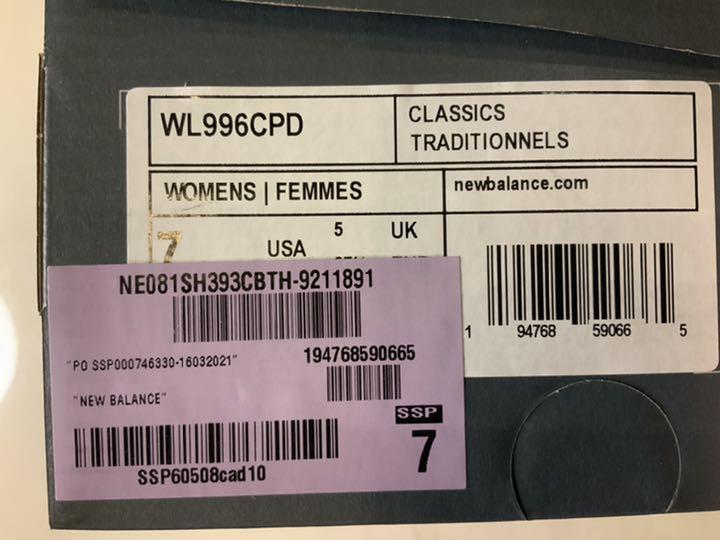 WL996CPD
CLASSICS
TRADITIONNELS
WOMENS | FEMMES
newbalance.com
7 USA 5 UK
1 94768 59066 5
NE081SH393CBTH-9211891
"PO SSP000746330-16032021"
194768590665
"NEW BALANCE"
SSP
7
SSP60508cad10